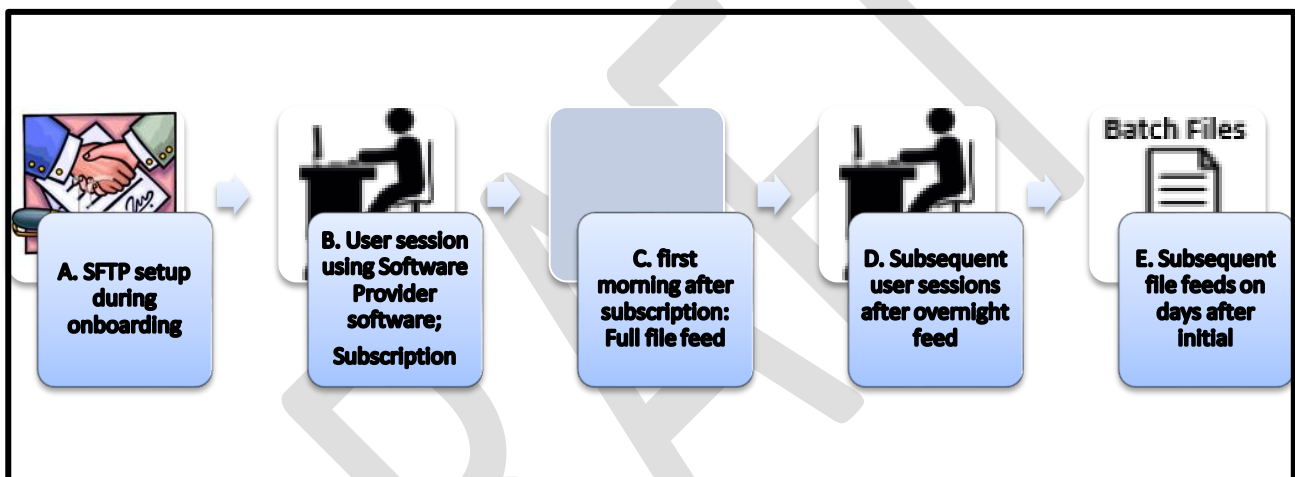 A. SFTP setup
during
onboarding
B. User session
using Software
Provider
software;
Subscription
C. first
morning after
subscription:
Full file feed
D. Subsequent
user sessions
after overnight
feed
Batch Files
E. Subsequent
file feeds on
days after
initial